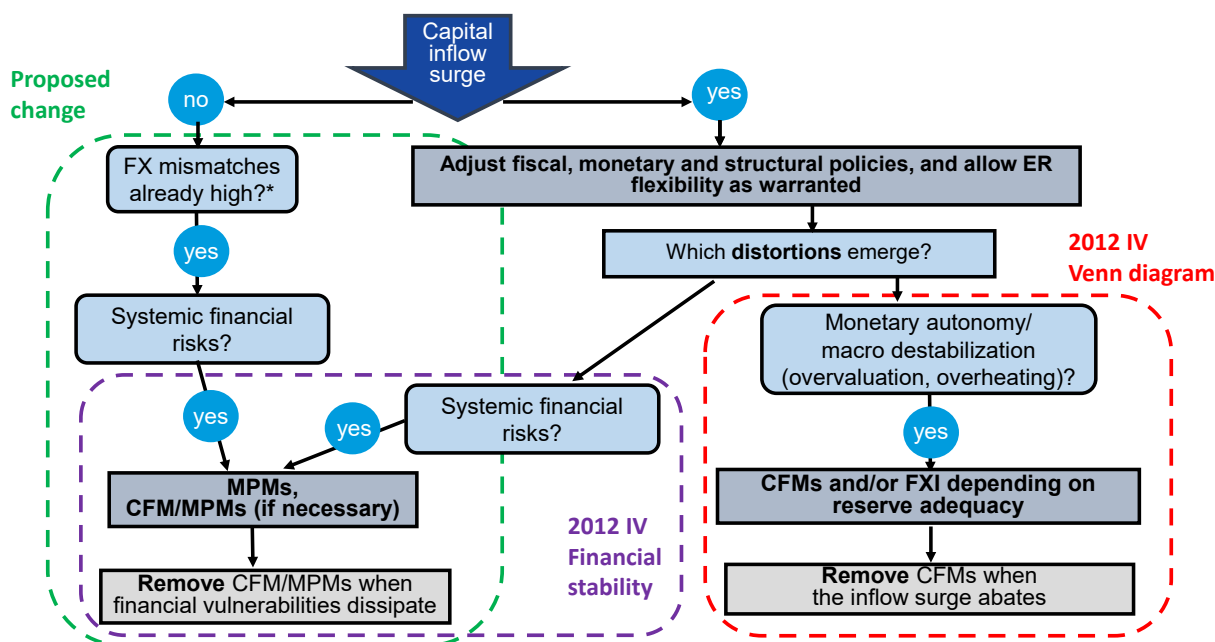 Capital
inflow
surge
Proposed
change
no
yes
FX mismatches
already high?*
Adjust fiscal, monetary and structural policies, and allow ER
flexibility as warranted
yes
Which distortions emerge?
2012 IV
Venn diagram
Systemic financial
risks?
Monetary autonomy/
macro destabilization
(overvaluation, overheating)?
yes
yes
Systemic financial
risks?
yes
MPMs,
CFM/MPMs (if necessary)
CFMs and/or FXI depending on
reserve adequacy
2012 IV
Financial
stability
Remove CFM/MPMs when
financial vulnerabilities dissipate
Remove CFMs when
the inflow surge abates